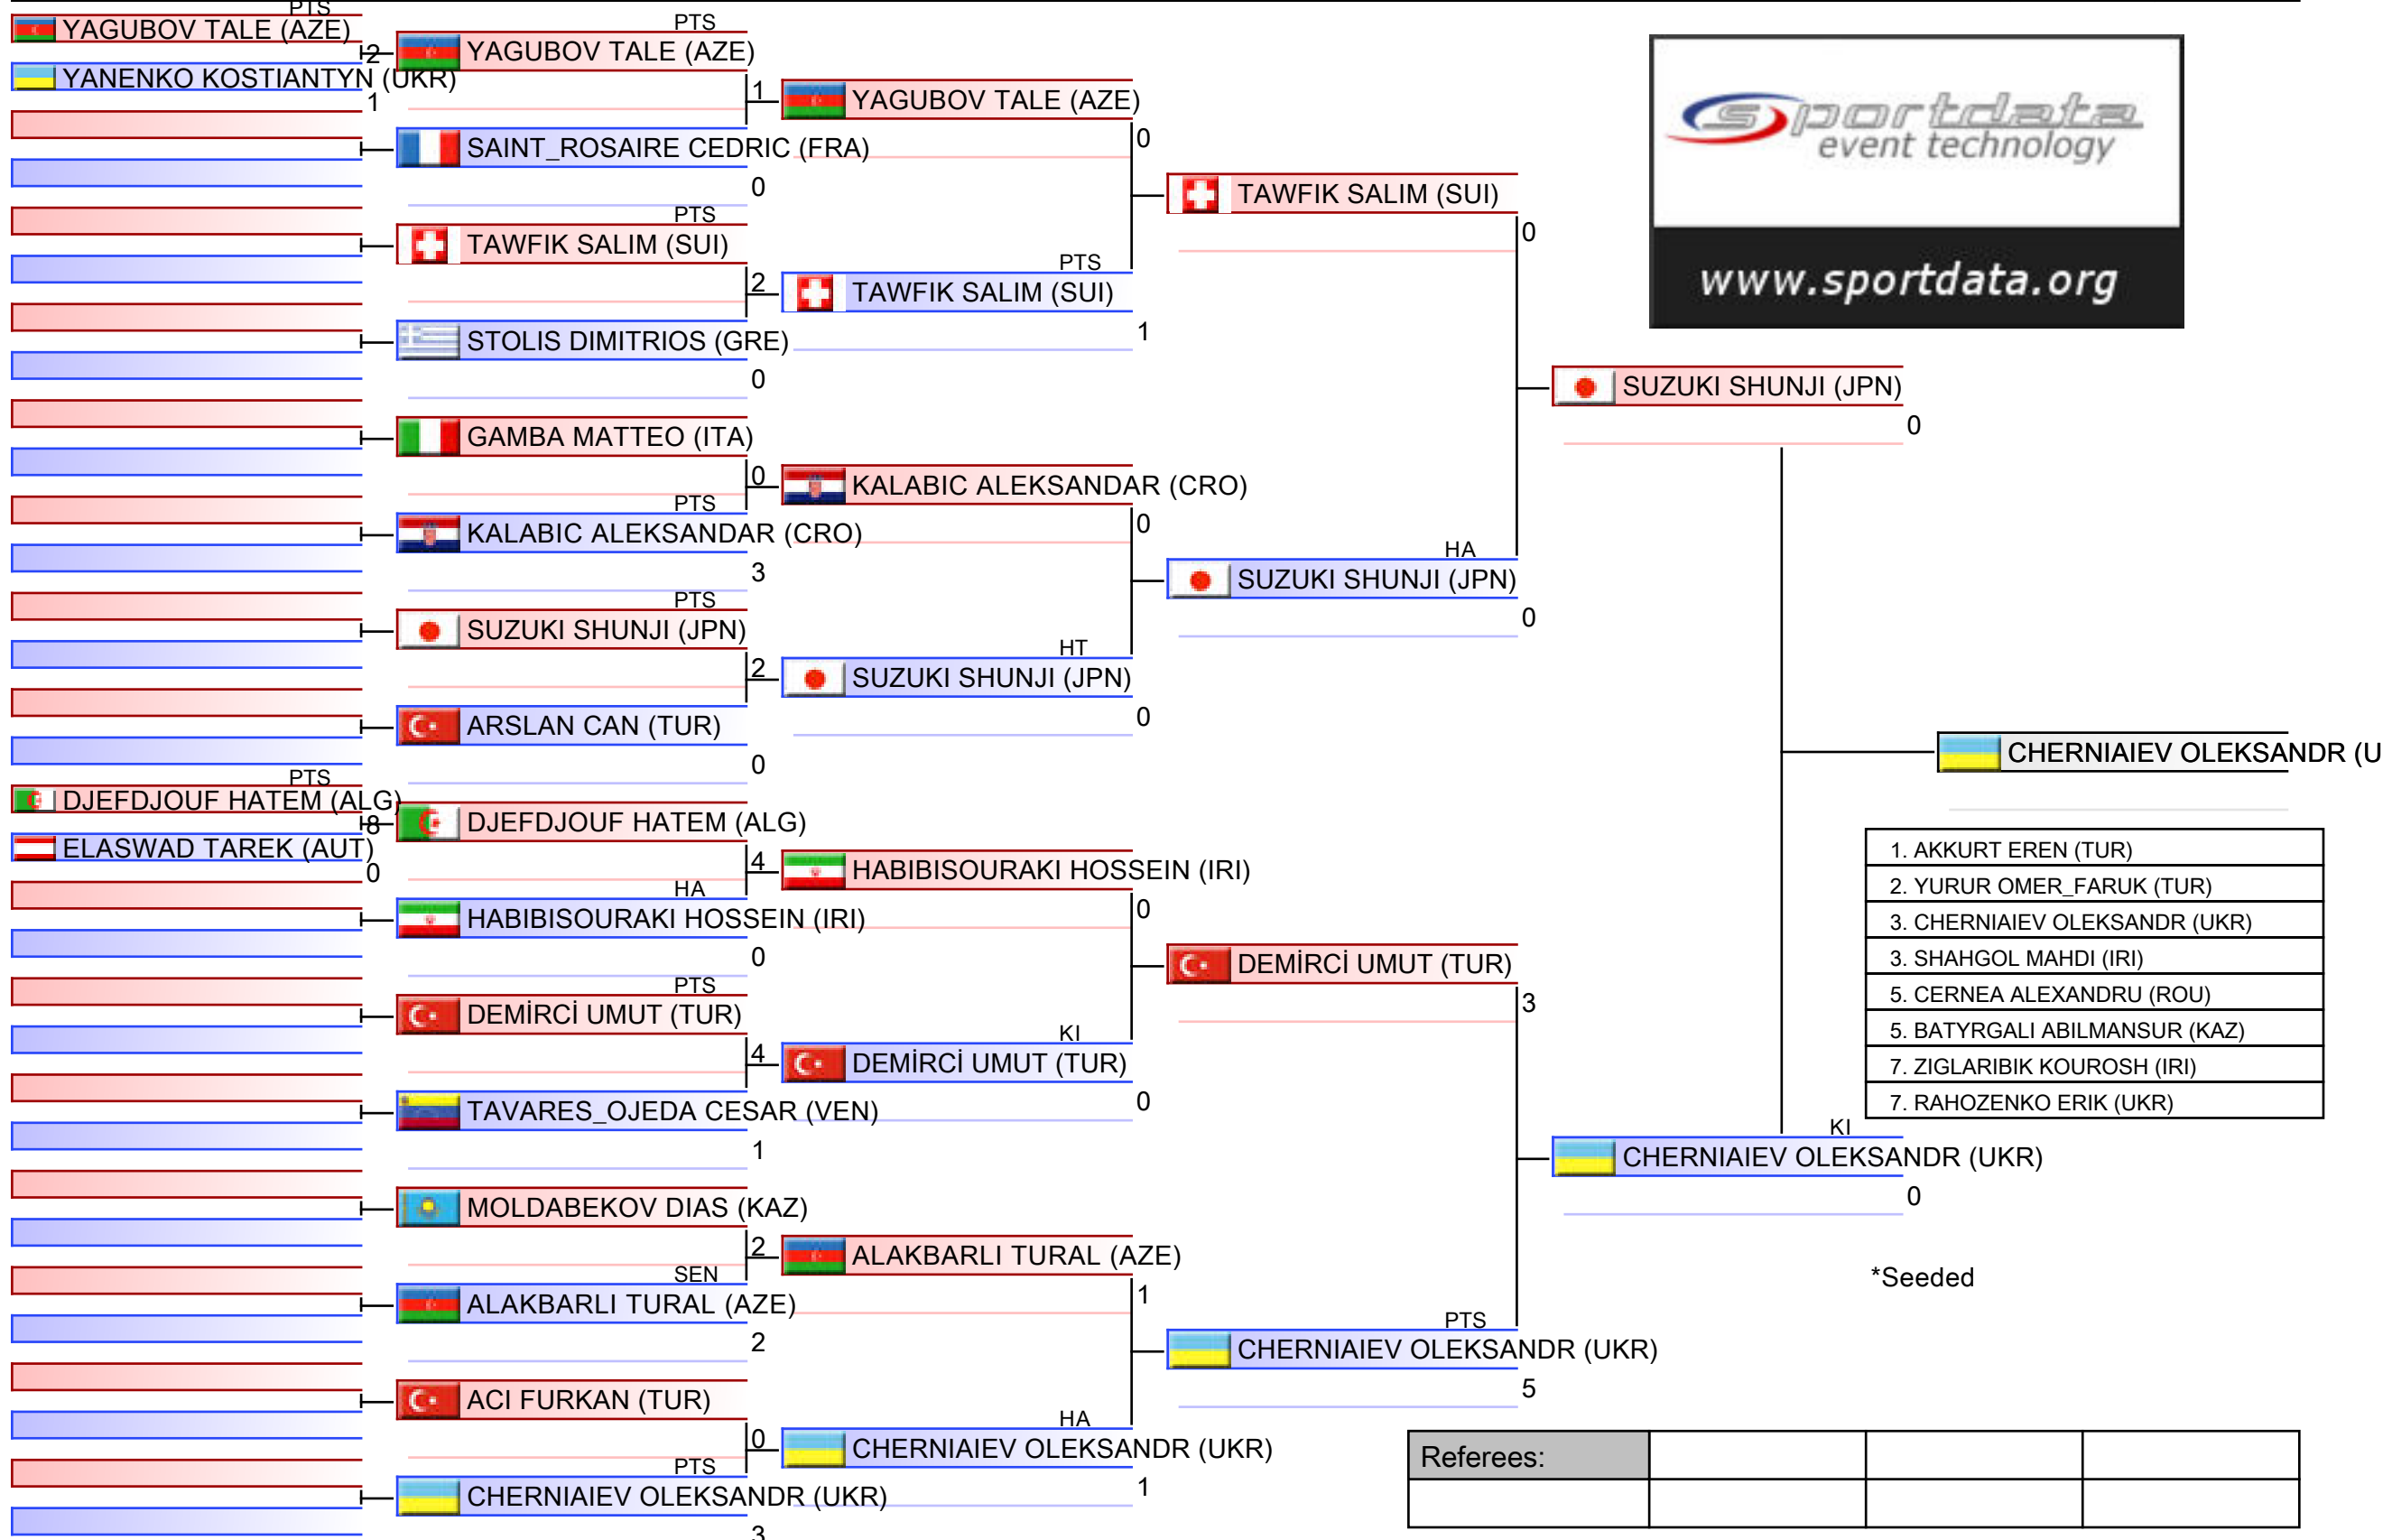 PTS
YAGUBOV TALE (AZE)
2
YANENKO KOSTIANTYN (UKR)
1
PTS
DJEFDJOUF HATEM (ALG)
8
ELASWAD TAREK (AUT)
0
PTS
YAGUBOV TALE (AZE)
1
SAINT_ROSAIRE CEDRIC (FRA)
0
PTS
TAWFIK SALIM (SUI)
2
STOLIS DIMITRIOS (GRE)
0
GAMBA MATTEO (ITA)
0
PTS
KALABIC ALEKSANDAR (CRO)
3
PTS
SUZUKI SHUNJI (JPN)
2
ARSLAN CAN (TUR)
0
DJEFDJOUF HATEM (ALG)
4
HA
HABIBISOURAKI HOSSEIN (IRI)
0
PTS
DEMİRCİ UMUT (TUR)
4
TAVARES_OJEDA CESAR (VEN)
1
MOLDABEKOV DIAS (KAZ)
2
SEN
ALAKBARLI TURAL (AZE)
2
ACI FURKAN (TUR)
0
PTS
CHERNIAIEV OLEKSANDR (UKR)
3
YAGUBOV TALE (AZE)
0
PTS
TAWFIK SALIM (SUI)
1
KALABIC ALEKSANDAR (CRO)
0
HT
SUZUKI SHUNJI (JPN)
0
HABIBISOURAKI HOSSEIN (IRI)
0
KI
DEMİRCİ UMUT (TUR)
0
ALAKBARLI TURAL (AZE)
1
HA
CHERNIAIEV OLEKSANDR (UKR)
1
TAWFIK SALIM (SUI)
0
HA
SUZUKI SHUNJI (JPN)
0
DEMİRCİ UMUT (TUR)
3
PTS
CHERNIAIEV OLEKSANDR (UKR)
5
SUZUKI SHUNJI (JPN)
0
KI
CHERNIAIEV OLEKSANDR (UKR)
0
CHERNIAIEV OLEKSANDR (U
sportdata
event technology
www.sportdata.org
1. AKKURT EREN (TUR)
2. YURUR OMER_FARUK (TUR)
3. CHERNIAIEV OLEKSANDR (UKR)
3. SHAHGOL MAHDI (IRI)
5. CERNEA ALEXANDRU (ROU)
5. BATYRGALI ABILMANSUR (KAZ)
7. ZIGLARIBIK KOUROSH (IRI)
7. RAHOZENKO ERIK (UKR)
*Seeded
Referees: